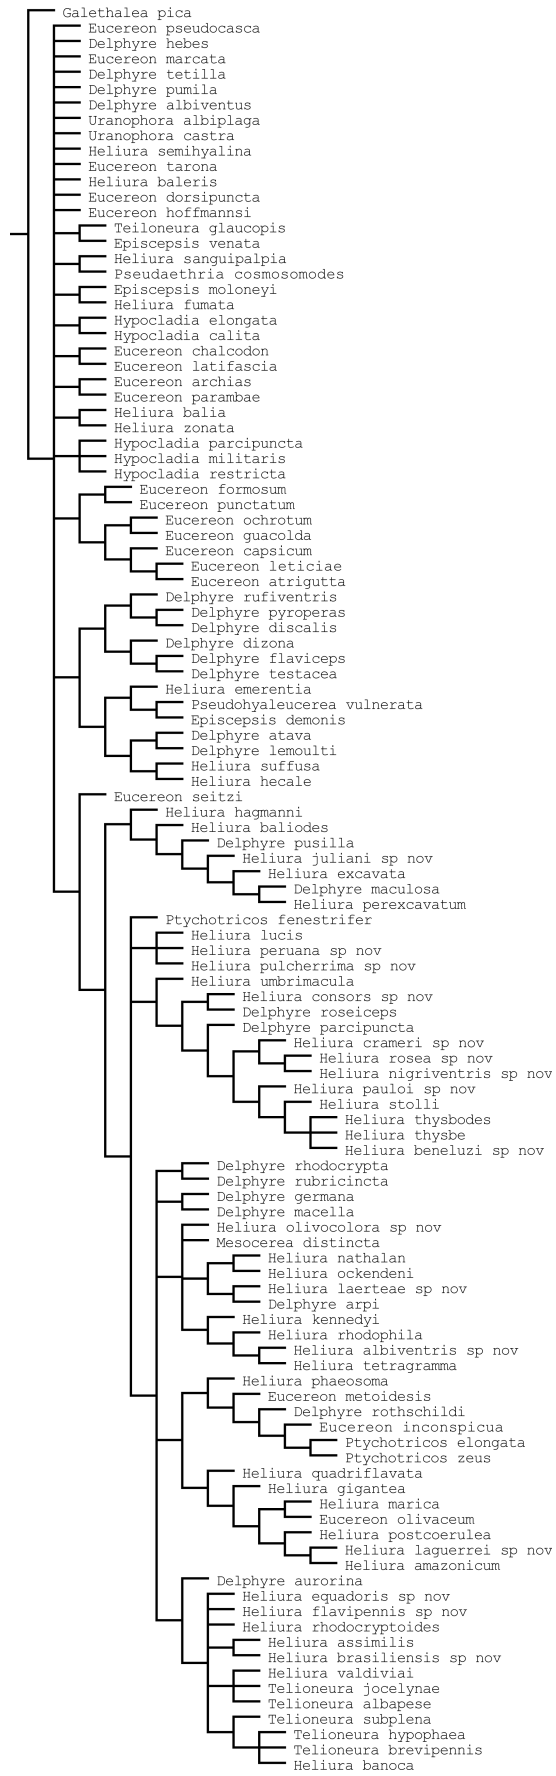 Galethalea pica
Eucereon pseudocasca
Delphyre hebes
Eucereon marcata
Delphyre tetilla
Delphyre pumila
Delphyre albiventus
Uranophora albiplaga
Uranophora castra
Heliura semihyalina
Eucereon tarona
Heliura baleris
Eucereon dorsipuncta
Eucereon hoffmannsi
Teiloneura glaucopis
Episcepsis venata
Heliura sanguipalpia
Pseudaethria cosmosomodes
Episcepsis moloneyi
Heliura fumata
Hypocladia elongata
Hypocladia calita
Eucereon chalcodon
Eucereon latifascia
Eucereon archias
Eucereon parambae
Heliura balia
Heliura zonata
Hypocladia parcipuncta
Hypocladia militaris
Hypocladia restricta
Eucereon formosum
Eucereon punctatum
Eucereon ochrotum
Eucereon guacolda
Eucereon capsicum
Eucereon leticiae
Eucereon atrigutta
Delphyre rufiventris
Delphyre pyroperas
Delphyre discalis
Delphyre dizona
Delphyre flaviceps
Delphyre testacea
Heliura emerentia
Pseudohyaleucerea vulnerata
Episcepsis demonis
Delphyre atava
Delphyre lemoulti
Heliura suffusa
Heliura hecale
Eucereon seitzi
Heliura hagmanni
Heliura baliodes
Delphyre pusilla
Heliura juliani sp nov
Heliura excavata
Delphyre maculosa
Heliura perexcavatum
Ptychotricos fenestrifer
Heliura lucis
Heliura peruana sp nov
Heliura pulcherrima sp nov
Heliura umbrimacula
Heliura consors sp nov
Delphyre roseiceps
Delphyre parcipuncta
Heliura crameri sp nov
Heliura rosea sp nov
Heliura nigriventris sp nov
Heliura pauloi sp nov
Heliura stolli
Heliura thysbodes
Heliura thysbe
Heliura beneluzi sp nov
Delphyre rhodocrypta
Delphyre rubricincta
Delphyre germana
Delphyre macella
Heliura olivocolora sp nov
Mesocerea distincta
Heliura nathalan
Heliura ockendeni
Heliura laerteae sp nov
Delphyre arpi
Heliura kennedyi
Heliura rhodophila
Heliura albiventris sp nov
Heliura tetragramma
Heliura phaeosoma
Eucereon metoidesis
Delphyre rothschildi
Eucereon inconspicua
Ptychotricos elongata
Ptychotricos zeus
Heliura quadriflavata
Heliura gigantea
Heliura marica
Eucereon olivaceum
Heliura postcoerulea
Heliura laguerrei sp nov
Heliura amazonicum
Delphyre aurorina
Heliura equadoris sp nov
Heliura flavipennis sp nov
Heliura rhodocryptoides
Heliura assimilis
Heliura brasiliensis sp nov
Heliura valdiviai
Telioneura jocelynae
Telioneura albapese
Telioneura subplena
Telioneura hypophaea
Telioneura brevipennis
Heliura banoca